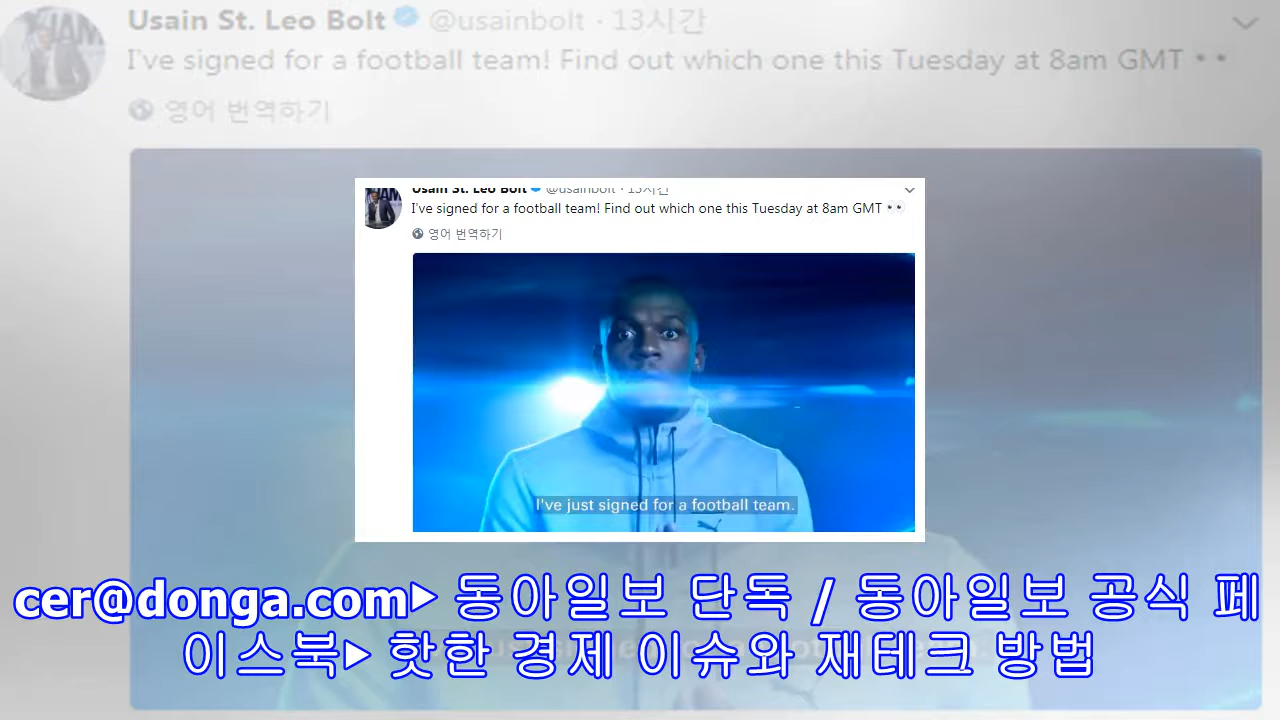 Usain St. Leo Bolt @usainbolt · 13시간
I've signed for a football team! Find out which one this Tuesday at 8am GMT 👀
영어 번역하기
Usain St. Leo Bolt @usainbolt · 13시간
I've signed for a football team! Find out which one this Tuesday at 8am GMT 👀
영어 번역하기
I've just signed for a football team.
cer@donga.com▶ 동아일보 단독 / 동아일보 공식 페
이스북▶ 핫한 경제 이슈와 재테크 방법